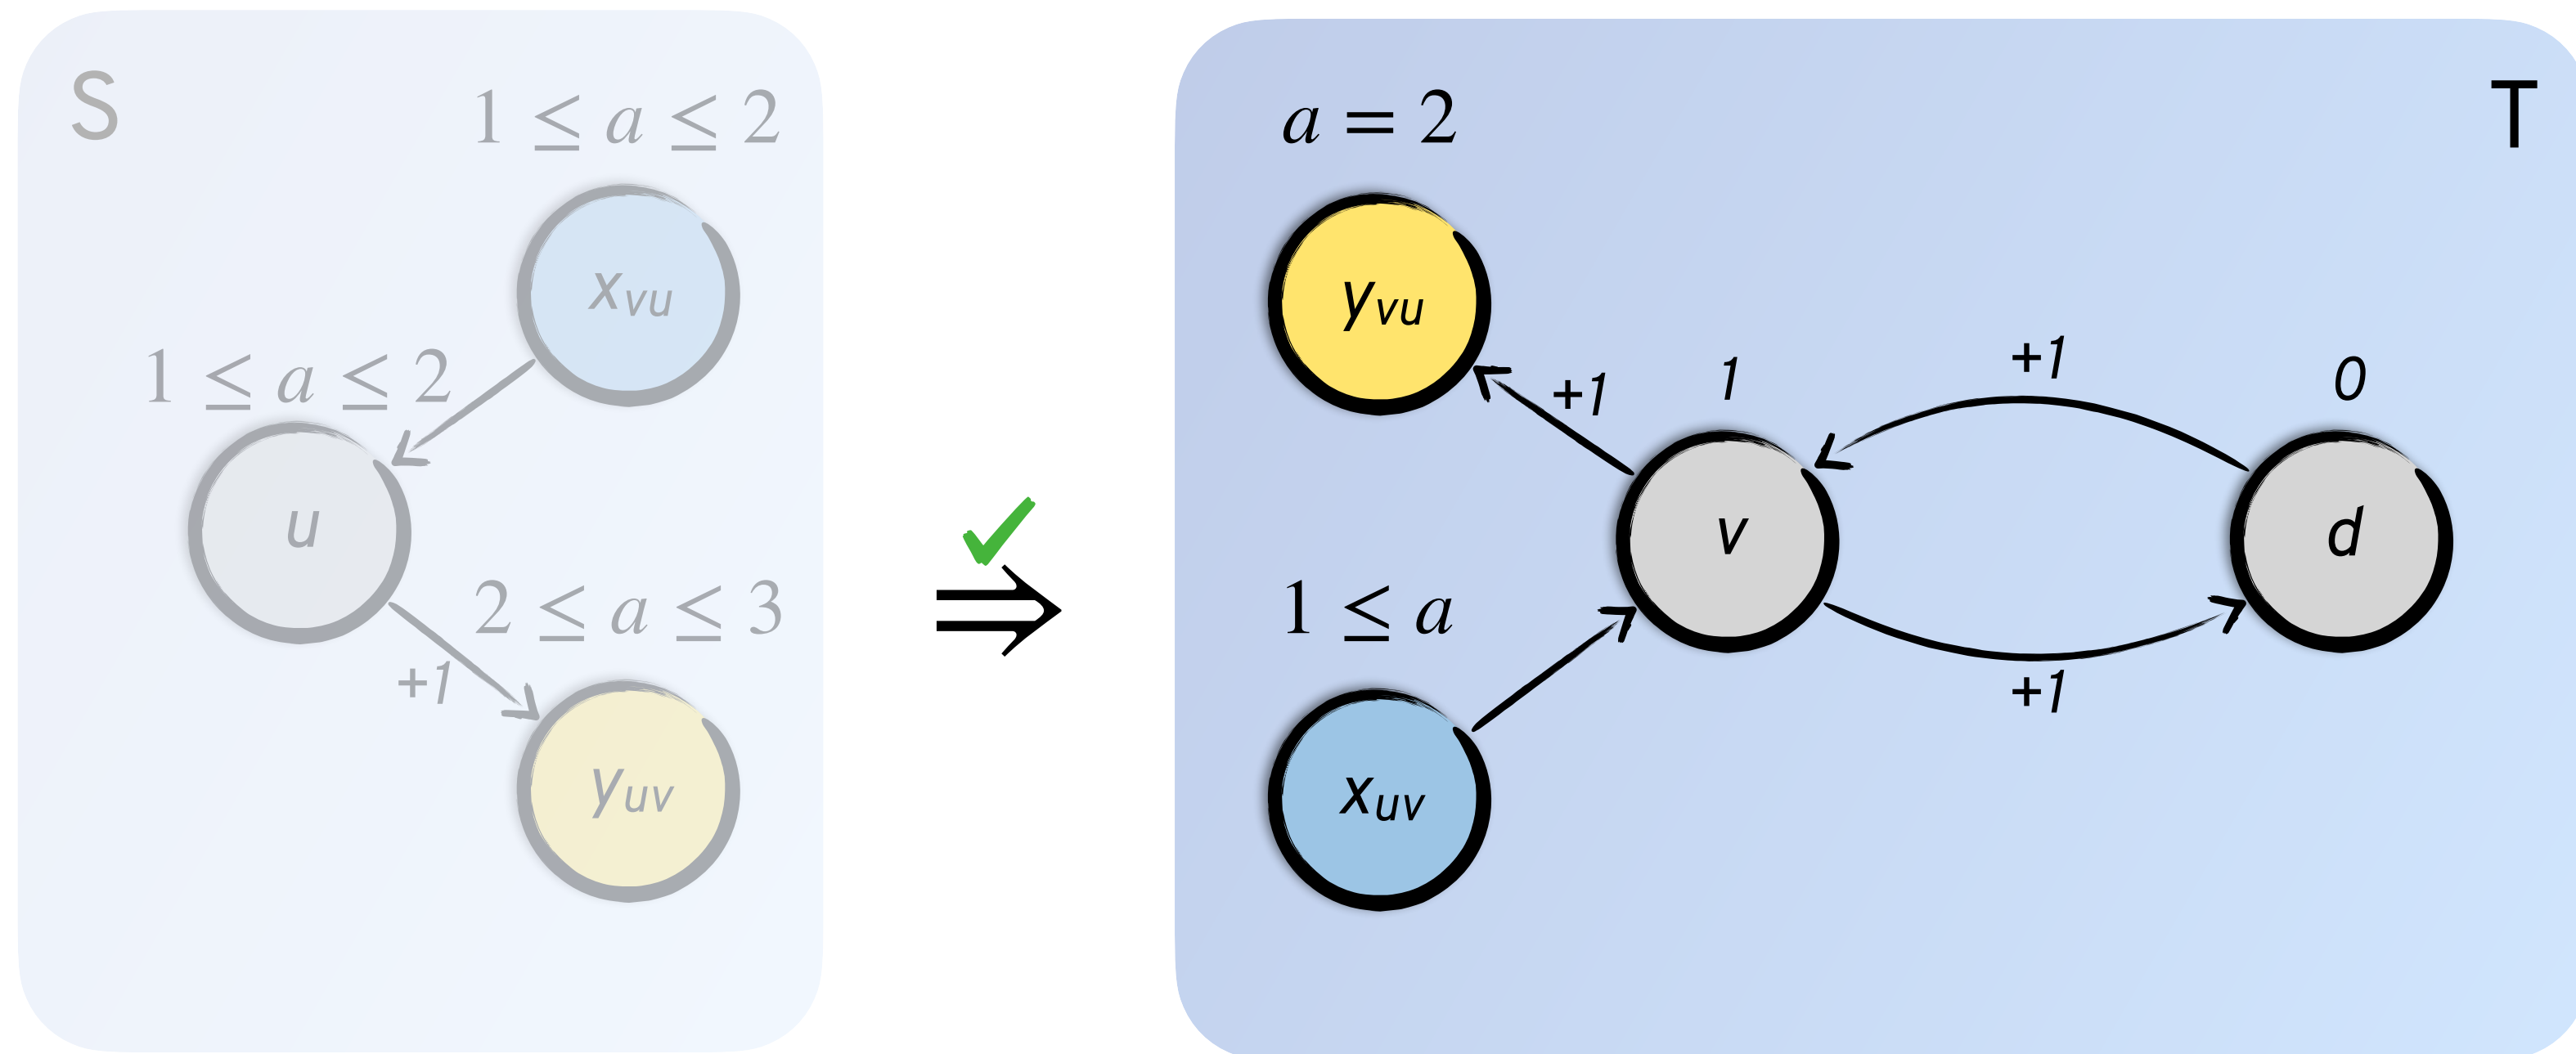 S
1 ≤ a ≤ 2
x_vu
1 ≤ a ≤ 2
u
2 ≤ a ≤ 3
+1
y_uv
T
a = 2
y_vu
+1
1
+1
0
v
d
1 ≤ a
+1
x_uv